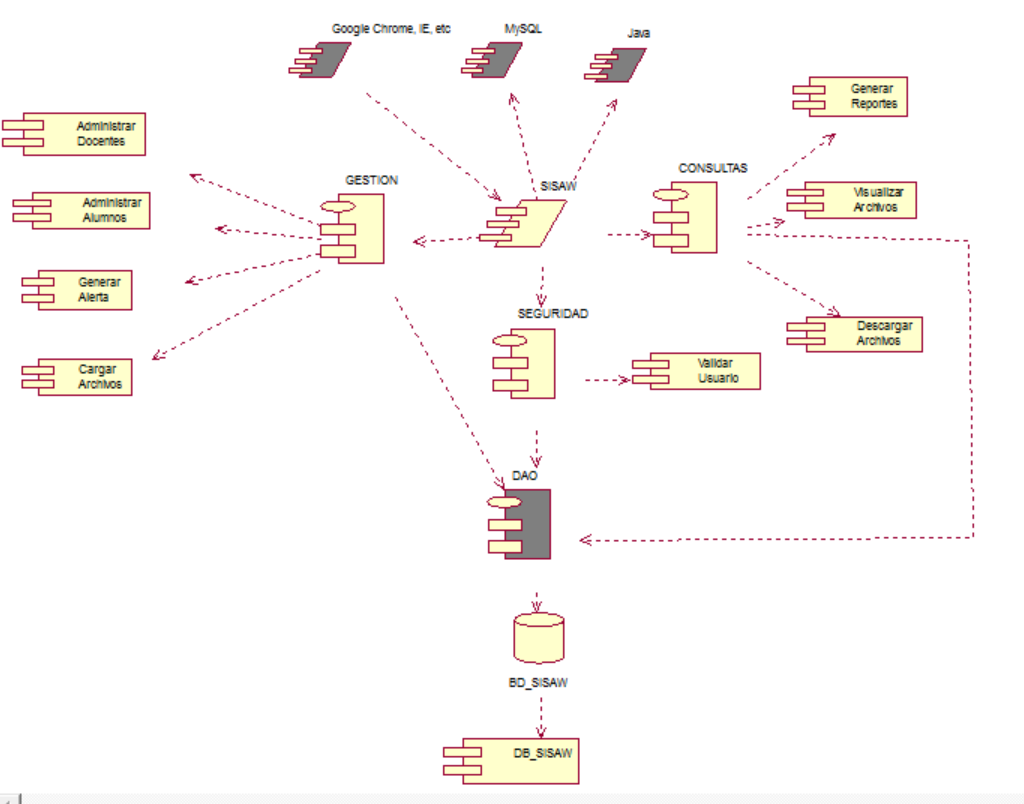 Google Chrome, IE, etc
MySQL
Java
Generar
Reportes
Administrar
Docentes
GESTION
SISAW
CONSULTAS
Administrar
Alumnos
Visualizar
Archivos
Generar
Alerta
SEGURIDAD
Descargar
Archivos
Cargar
Archivos
Validar
Usuario
DAO
BD_SISAW
DB_SISAW